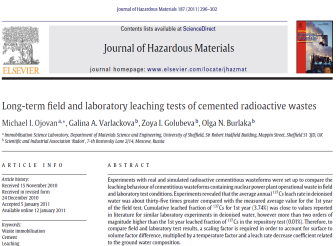 Journal of Hazardous Materials 187 (2011) 296–302
Contents lists available at ScienceDirect
Journal of Hazardous Materials
journal homepage: www.elsevier.com/locate/jhazmat
ELSEVIER
Long-term field and laboratory leaching tests of cemented radioactive wastes
Michael I. Ojovan a,*, Galina A. Varlackova b, Zoya I. Golubeva b, Olga N. Burlaka b
a Immobilisation Science Laboratory, Department of Materials Science and Engineering, University of Sheffield, Sir Robert Hadfield Building, Mappin Street, Sheffield S1 3JD, UK
b Scientific and Industrial Association 'Radon', 7-th Rostovsky Lane 2/14, Moscow, Russia
ARTICLE INFO
Article history:
Received 15 November 2010
Received in revised form
24 December 2010
Accepted 5 January 2011
Available online 12 January 2011
Keywords:
Waste immobilisation
Cement
Leaching
ABSTRACT
Experiments with real and simulated radioactive cementitious wasteforms were set up to compare the
leaching behaviour of cementitious wasteforms containing nuclear power plant operational waste in field
and laboratory test conditions. Experiments revealed that the average annual 137Cs leach rate in deionised
water was about thirty-five times greater compared with the measured average value for the 1st year
of the field test. Cumulative leached fraction of 137Cs for 1st year (3.74%) was close to values reported
in literature for similar laboratory experiments in deionised water, however more than two orders of
magnitude higher than the 1st year leached fraction of 137Cs in the repository test (0.01%). Therefore, to
compare field and laboratory test results, a scaling factor is required in order to account for surface to
volume factor difference, multiplied by a temperature factor and a leach rate decrease coefficient related
to the ground water composition.